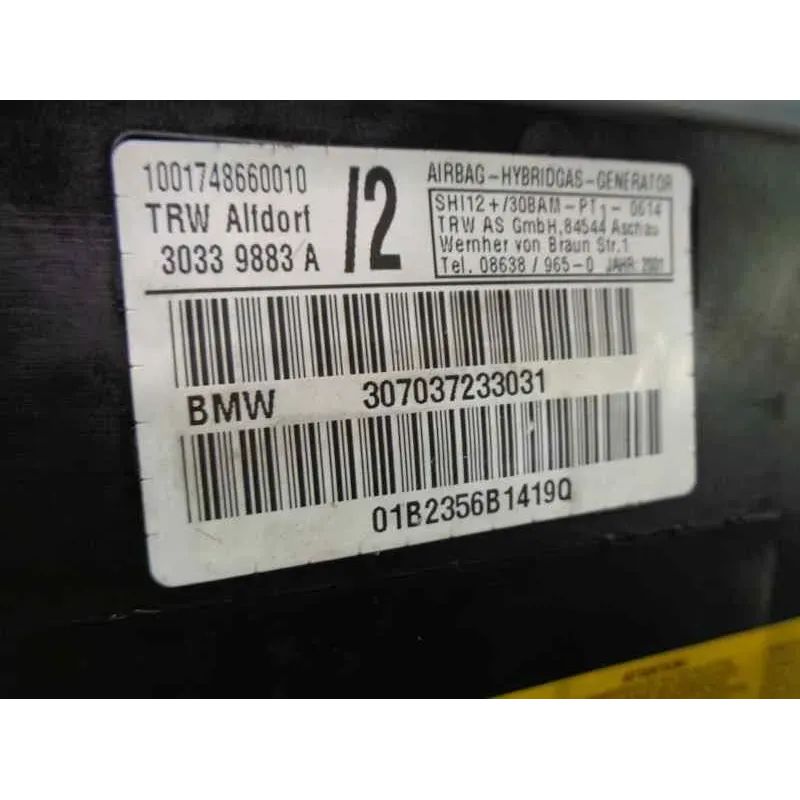 1001748660010
TRW Alfdorf
3033 9883 A
/2
AIRBAG-HYBRIDGAS-GENERATOR
SHI12+/30BAM-PT1-0614
TRW AS GmbH, 84544 Aschau
Wernher von Braun Str.1
Tel. 08638/965-0 JAHR: 2001
BMW 307037233031
01B2356B1419Q